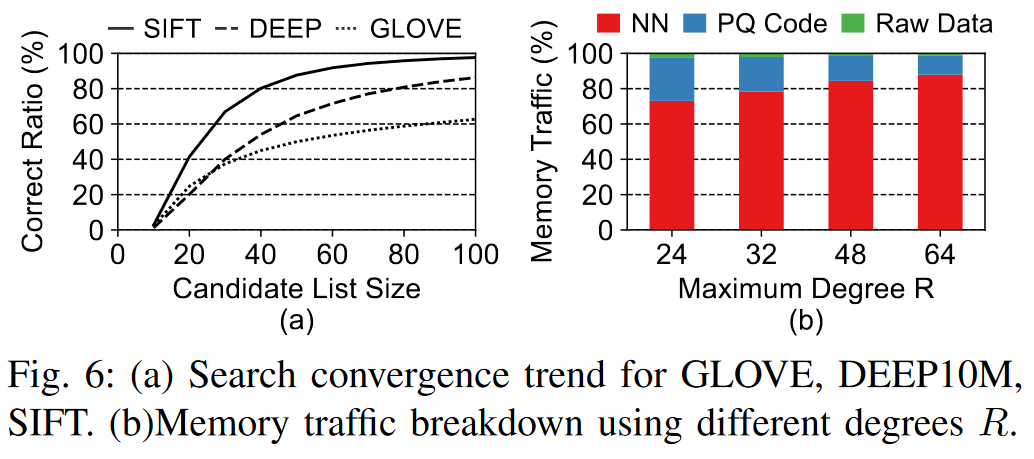 SIFT DEEP GLOVE
Correct Ratio (%)
100
80
60
40
20
0
0 20 40 60 80 100
Candidate List Size
(a)
NN PQ Code Raw Data
Memory Traffic (%)
100
80
60
40
20
0
24 32 48 64
Maximum Degree R
(b)
Fig. 6: (a) Search convergence trend for GLOVE, DEEP10M,
SIFT. (b)Memory traffic breakdown using different degrees R.